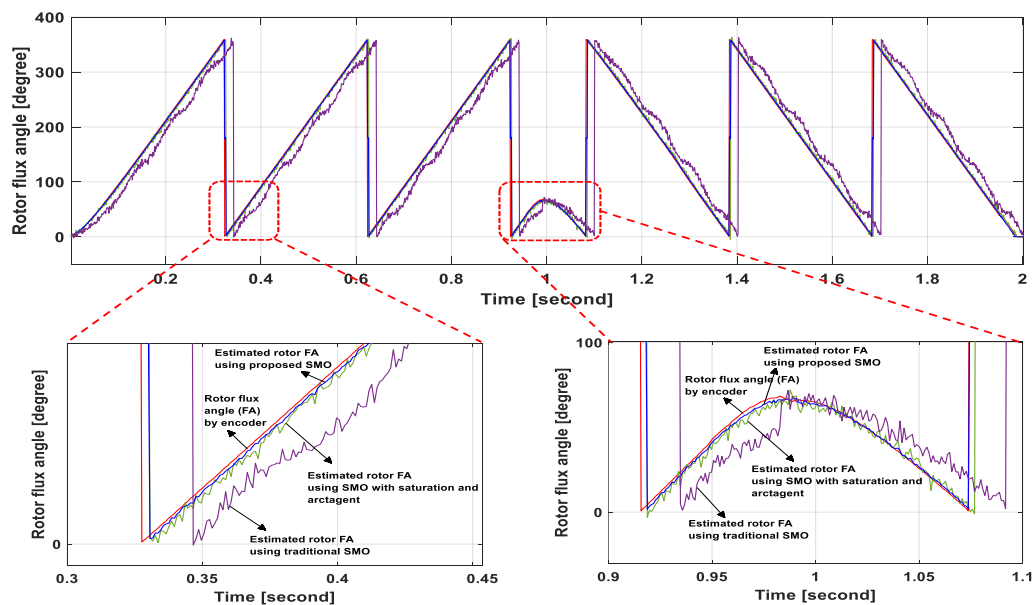 400
300
200
100
0
Rotor flux angle [degree]
0.2
0.4
0.6
0.8
1
1.2
1.4
1.6
1.8
2
Time [second]
Estimated rotor FA
using proposed SMO
Rotor flux
angle (FA)
by encoder
Estimated rotor FA
using SMO with saturation and
arctagent
Estimated rotor FA
using traditional SMO
Rotor flux angle [degree]
0
0.3
0.35
0.4
0.45
Time [second]
100
Estimated rotor FA
using proposed SMO
Rotor flux angle (FA)
by encoder
Estimated rotor FA
using SMO with saturation and
arctagent
Estimated rotor FA
using traditional SMO
Rotor flux angle [degree]
0
0.9
0.95
1
1.05
1.1
Time [second]